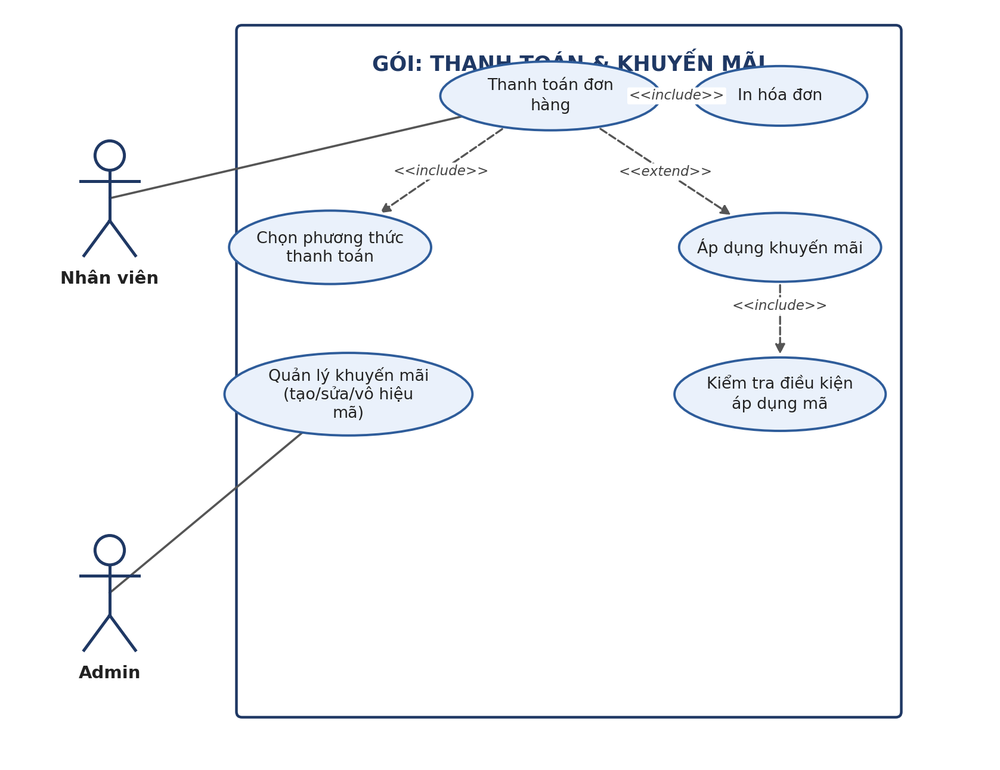 GÓI: THANH TOÁN & KHUYẾN MÃI
Thanh toán đơn
hàng
<<include>>
In hóa đơn
<<include>>
<<extend>>
Chọn phương thức
thanh toán
Áp dụng khuyến mãi
Nhân viên
<<include>>
Quản lý khuyến mãi
(tạo/sửa/vô hiệu
mã)
Kiểm tra điều kiện
áp dụng mã
Admin